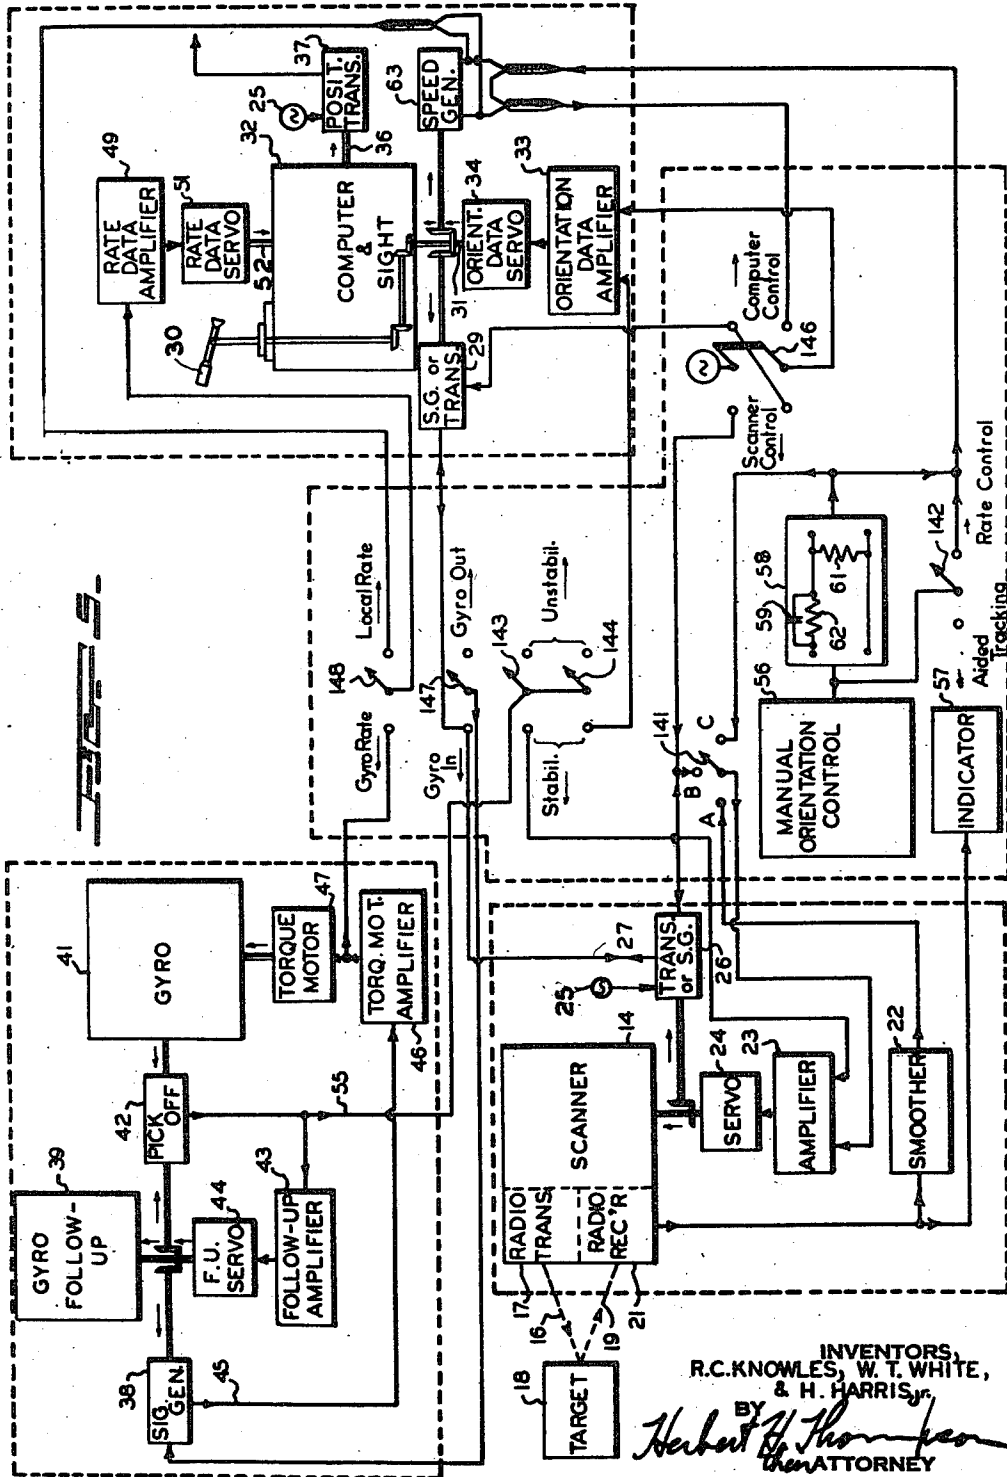 49
RATE
DATA
AMPLIFIER
51
RATE
DATA
SERVO
52
30
32
COMPUTER
&
SIGHT
25
37
POSIT.
TRANS.
36
63
SPEED
GEN.
34
ORIENT.
DATA
SERVO
31
33
ORIENTATION
DATA
AMPLIFIER
S.G. or
TRANS.
29
Computer
Control
146
Scanner
Control
148
Local Rate
Gyro Rate
147
Gyro Out
Gyro
In
143
Unstabil.
144
Stabil.
141
A
B
C
56
MANUAL
ORIENTATION
CONTROL
58
59
62
61
142
Rate Control
Aided
Tracking
57
INDICATOR
41
GYRO
47
TORQUE
MOTOR
TORQ. MOT.
AMPLIFIER
46
42
PICK
OFF
55
39
GYRO
FOLLOW-
UP
44
F.U.
SERVO
43
FOLLOW-UP
AMPLIFIER
38
SIG.
GEN.
45
14
SCANNER
17
RADIO
TRANS.
RADIO
REC'R
21
16
19
18
TARGET
25
27
TRANS.
or S.G.
26
24
SERVO
23
AMPLIFIER
22
SMOOTHER
INVENTORS,
R.C. KNOWLES, W. T. WHITE,
& H. HARRIS, jr.
BY
Herbert H. Thompson
their ATTORNEY